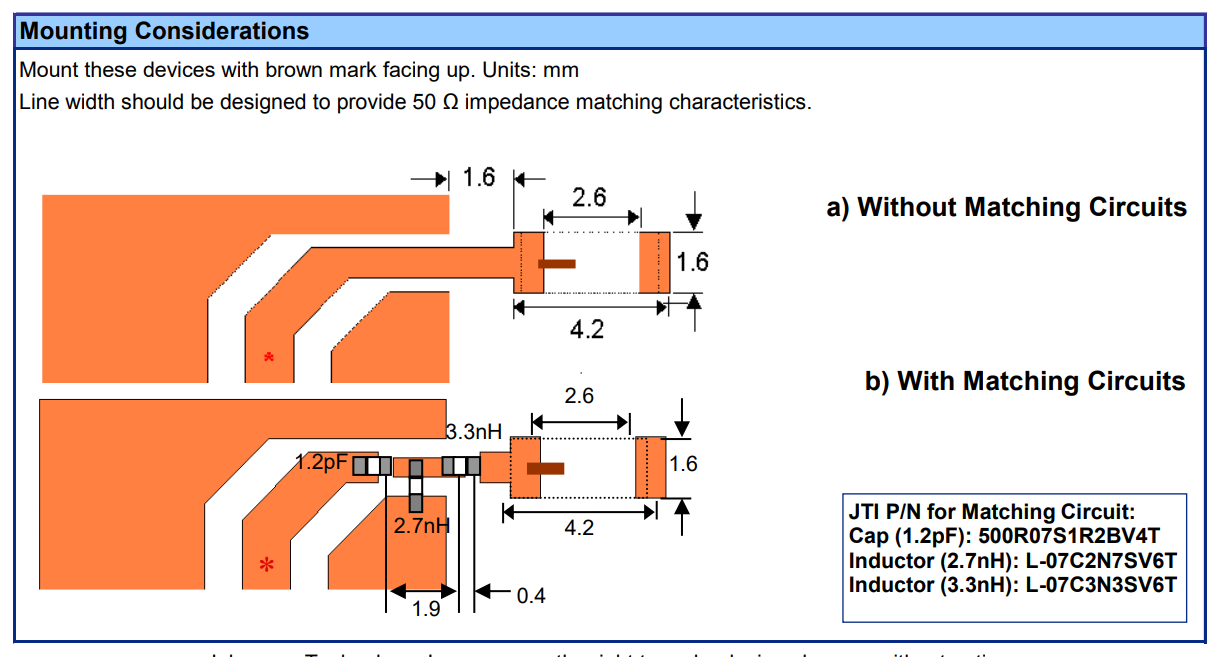 Mounting Considerations
Mount these devices with brown mark facing up. Units: mm
Line width should be designed to provide 50 Ω impedance matching characteristics.
1.6
2.6
a) Without Matching Circuits
1.6
4.2
*
b) With Matching Circuits
2.6
3.3nH
1.2pF
1.6
2.7nH
4.2
*
0.4
1.9
JTI P/N for Matching Circuit:
Cap (1.2pF): 500R07S1R2BV4T
Inductor (2.7nH): L-07C2N7SV6T
Inductor (3.3nH): L-07C3N3SV6T